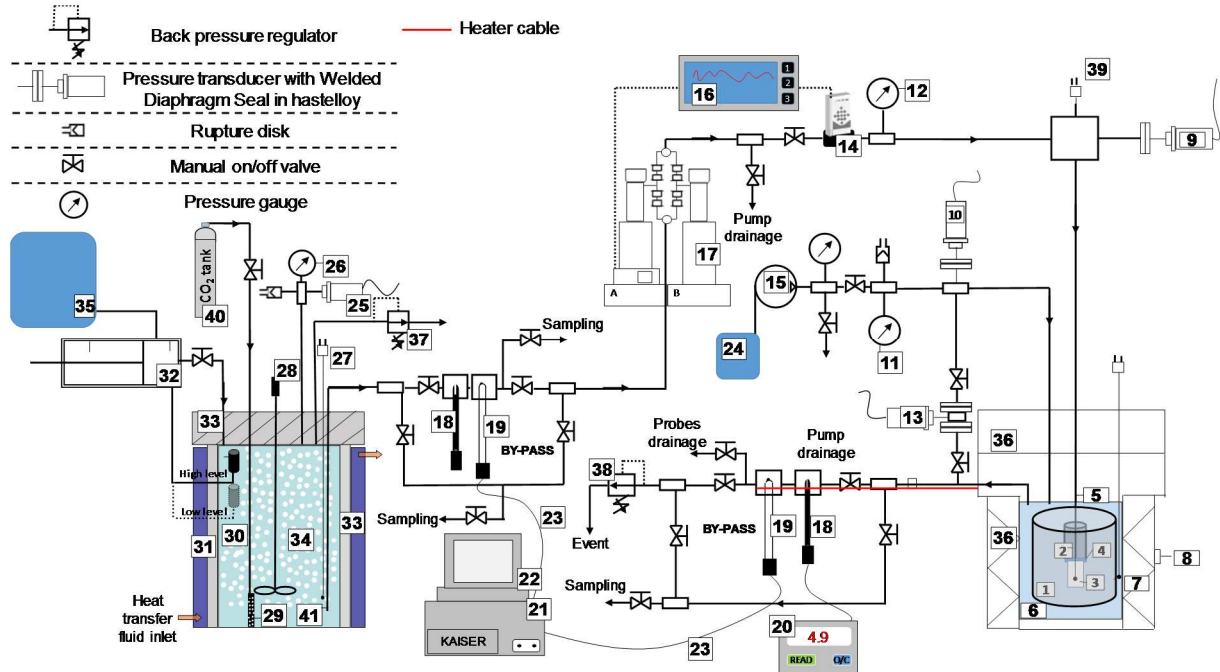 Back pressure regulator
Heater cable
Pressure transducer with Welded
Diaphragm Seal in hastelloy
Rupture disk
Manual on/off valve
Pressure gauge
16
1
2
3
14
12
39
9
10
Pump
drainage
17
A
B
15
24
11
13
35
CO2 tank
40
26
25
37
27
28
32
33
Sampling
18
19
BY-PASS
High level
Low level
30
31
34
33
29
41
Heat
transfer
fluid inlet
Sampling
22
21
KAISER
23
23
38
Event
Probes
drainage
Pump
drainage
BY-PASS
19
18
Sampling
20
4.9
READ
O/C
36
36
5
2
4
3
1
6
7
8